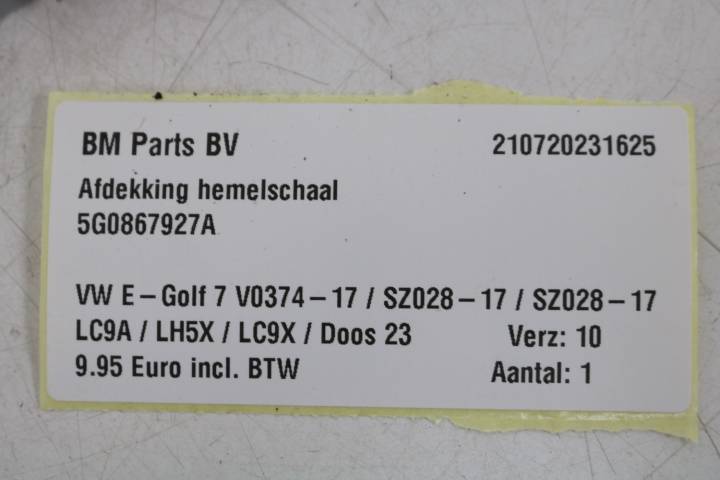 BM Parts BV 210720231625
Afdekking hemelschaal
5G0867927A
VW E-Golf 7 V0374-17 / SZ028-17 / SZ028-17
LC9A / LH5X / LC9X / Doos 23 Verz: 10
9.95 Euro incl. BTW Aantal: 1